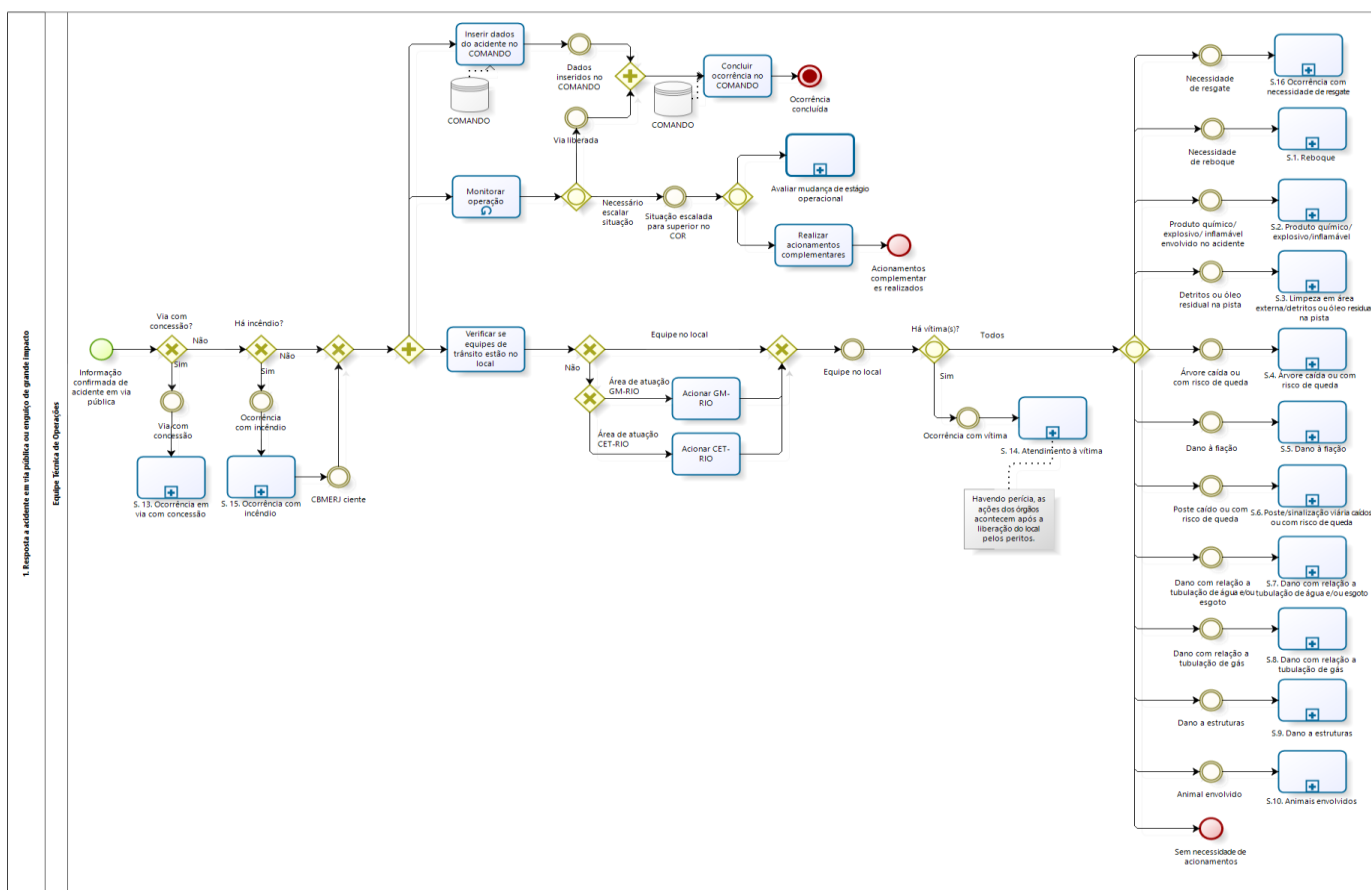 1. Resposta a acidente em via pública ou enguiço de grande impacto
Equipe Técnica de Operações
Informação
confirmada de
acidente em via
pública
Via com
concessão?
Não
Sim
Via com
concessão
S. 13. Ocorrência em
via com concessão
Há incêndio?
Não
Sim
Ocorrência
com incêndio
S. 15. Ocorrência com
incêndio
CBMERJ ciente
Inserir dados
do acidente no
COMANDO
COMANDO
Dados
inseridos no
COMANDO
Via liberada
Concluir
ocorrência no
COMANDO
COMANDO
Ocorrência
concluída
Monitorar
operação
Necessário
escalar
situação
Situação escalada
para superior no
COR
Avaliar mudança de estágio
operacional
Realizar
acionamentos
complementares
Acionamentos
complementar
es realizados
Verificar se
equipes de
trânsito estão no
local
Equipe no local
Não
Área de atuação
GM-RIO
Acionar GM-
RIO
Área de atuação
CET-RIO
Acionar CET-
RIO
Equipe no local
Há vítima(s)?
Todos
Sim
Ocorrência com vítima
S. 14. Atendimento à vítima
Havendo perícia, as
ações dos órgãos
acontecem após a
liberação do local
pelos peritos.
Necessidade
de resgate
S.16 Ocorrência com
necessidade de resgate
Necessidade
de reboque
S.1. Reboque
Produto químico/
explosivo/ inflamável
envolvido no acidente
S.2. Produto químico/
explosivo/inflamável
Detritos ou óleo
residual na pista
S.3. Limpeza em área
externa/detritos ou óleo residual
na pista
Árvore caída ou
com risco de queda
S.4. Árvore caída ou com
risco de queda
Dano à fiação
S.5. Dano à fiação
Poste caído ou com
risco de queda
S.6. Poste/sinalização viária caídos
ou com risco de queda
Dano com relação a
tubulação de água e/ou
esgoto
S.7. Dano com relação a
tubulação de água e/ou esgoto
Dano com relação a
tubulação de gás
S.8. Dano com relação a
tubulação de gás
Dano a estruturas
S.9. Dano a estruturas
Animal envolvido
S.10. Animais envolvidos
Sem necessidade de
acionamentos